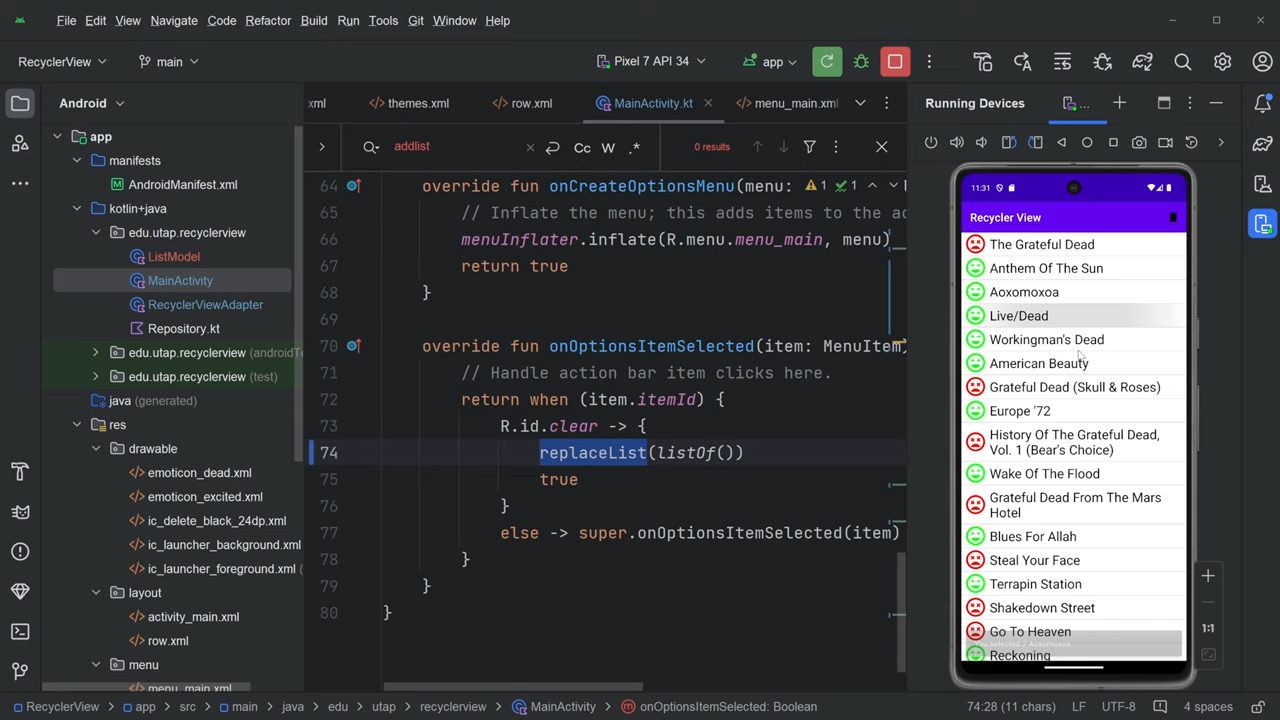 File Edit View Navigate Code Refactor Build Run Tools Git Window Help
RecyclerView main Pixel 7 API 34 app
Android
xml themes.xml row.xml MainActivity.kt menu_main.xml
Running Devices ...
app
manifests
AndroidManifest.xml
kotlin+java
edu.utap.recyclerview
ListModel
MainActivity
RecyclerViewAdapter
Repository.kt
edu.utap.recyclerview (androidTe
edu.utap.recyclerview (test)
java (generated)
res
drawable
emoticon_dead.xml
emoticon_excited.xml
ic_delete_black_24dp.xml
ic_launcher_background.xml
ic_launcher_foreground.xml (
layout
activity_main.xml
row.xml
menu
menu_main.xml
addlist Cc W .* 0 results
64 override fun onCreateOptionsMenu(menu: 1 1
65 // Inflate the menu; this adds items to the ac
66 menuInflater.inflate(R.menu.menu_main, menu)
67 return true
68 }
69
70 override fun onOptionsItemSelected(item: MenuItem)
71 // Handle action bar item clicks here.
72 return when (item.itemId) {
73 R.id.clear -> {
74 replaceList(listOf())
75 true
76 }
77 else -> super.onOptionsItemSelected(item)
78 }
79 }
80 }
11:31
Recycler View
The Grateful Dead
Anthem Of The Sun
Aoxomoxoa
Live/Dead
Workingman's Dead
American Beauty
Grateful Dead (Skull & Roses)
Europe '72
History Of The Grateful Dead,
Vol. 1 (Bear's Choice)
Wake Of The Flood
Grateful Dead From The Mars
Hotel
Blues For Allah
Steal Your Face
Terrapin Station
Shakedown Street
Go To Heaven
You selected 2 Aoxomoxoa
Reckoning
1:1
RecyclerView app src main java edu utap recyclerview MainActivity onOptionsItemSelected: Boolean 74:28 (11 chars) LF UTF-8 4 spaces